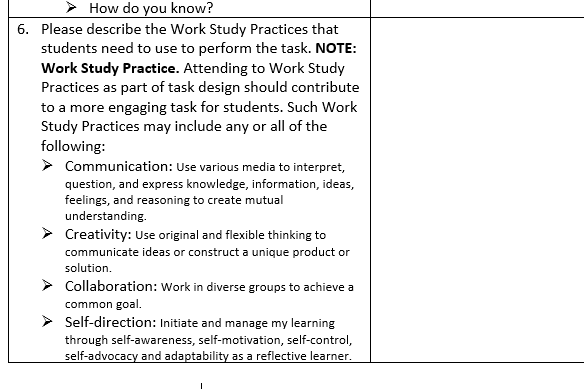 ➤ How do you know?
6. Please describe the Work Study Practices that
students need to use to perform the task. NOTE:
Work Study Practice. Attending to Work Study
Practices as part of task design should contribute
to a more engaging task for students. Such Work
Study Practices may include any or all of the
following:
➤ Communication: Use various media to interpret,
question, and express knowledge, information, ideas,
feelings, and reasoning to create mutual
understanding.
➤ Creativity: Use original and flexible thinking to
communicate ideas or construct a unique product or
solution.
➤ Collaboration: Work in diverse groups to achieve a
common goal.
➤ Self-direction: Initiate and manage my learning
through self-awareness, self-motivation, self-control,
self-advocacy and adaptability as a reflective learner.